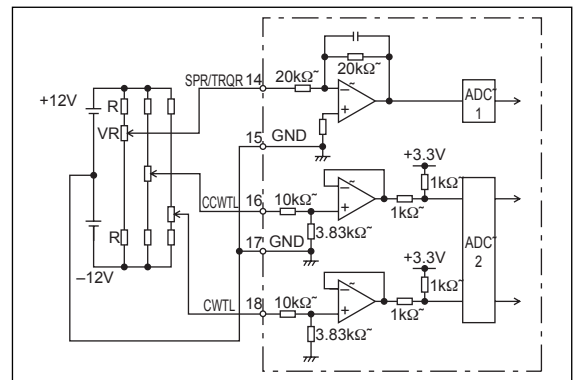 SPR/TRQR 14
20kΩ~
20kΩ~
+12V
R
VR
R
−12V
15 GND
ADC~
1
CCWTL 16
10kΩ~
3.83kΩ~
1kΩ~
+3.3V
1kΩ~
17 GND
ADC~
2
CWTL 18
10kΩ~
3.83kΩ~
1kΩ~
+3.3V
1kΩ~
−~
+
−~
+
−~
+